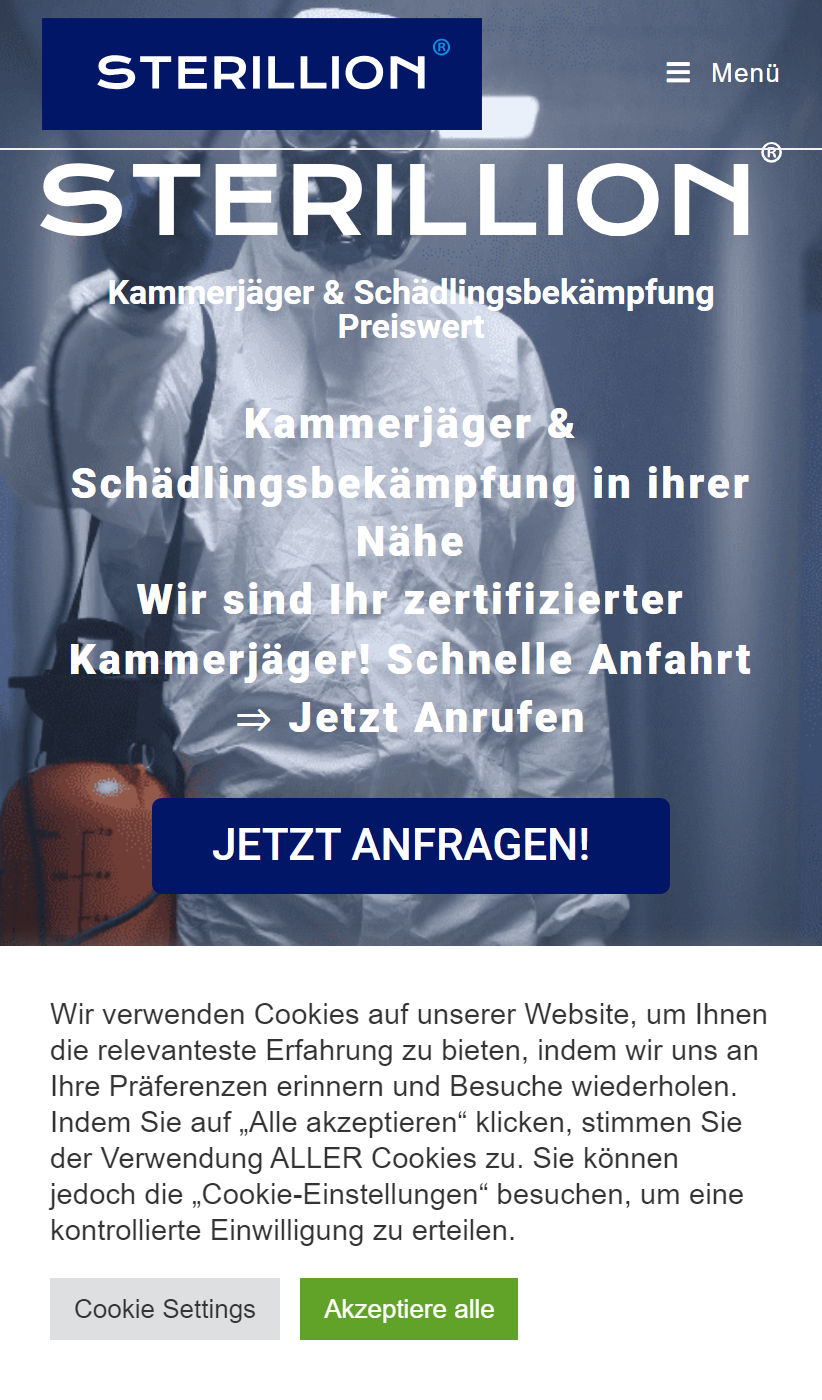 STERILLION®
Menü
STERILLION®
Kammerjäger & Schädlingsbekämpfung
Preiswert
Kammerjäger &
Schädlingsbekämpfung in ihrer
Nähe
Wir sind Ihr zertifizierter
Kammerjäger! Schnelle Anfahrt
⇒ Jetzt Anrufen
JETZT ANFRAGEN!
Wir verwenden Cookies auf unserer Website, um Ihnen
die relevanteste Erfahrung zu bieten, indem wir uns an
Ihre Präferenzen erinnern und Besuche wiederholen.
Indem Sie auf „Alle akzeptieren“ klicken, stimmen Sie
der Verwendung ALLER Cookies zu. Sie können
jedoch die „Cookie-Einstellungen“ besuchen, um eine
kontrollierte Einwilligung zu erteilen.
Cookie Settings
Akzeptiere alle